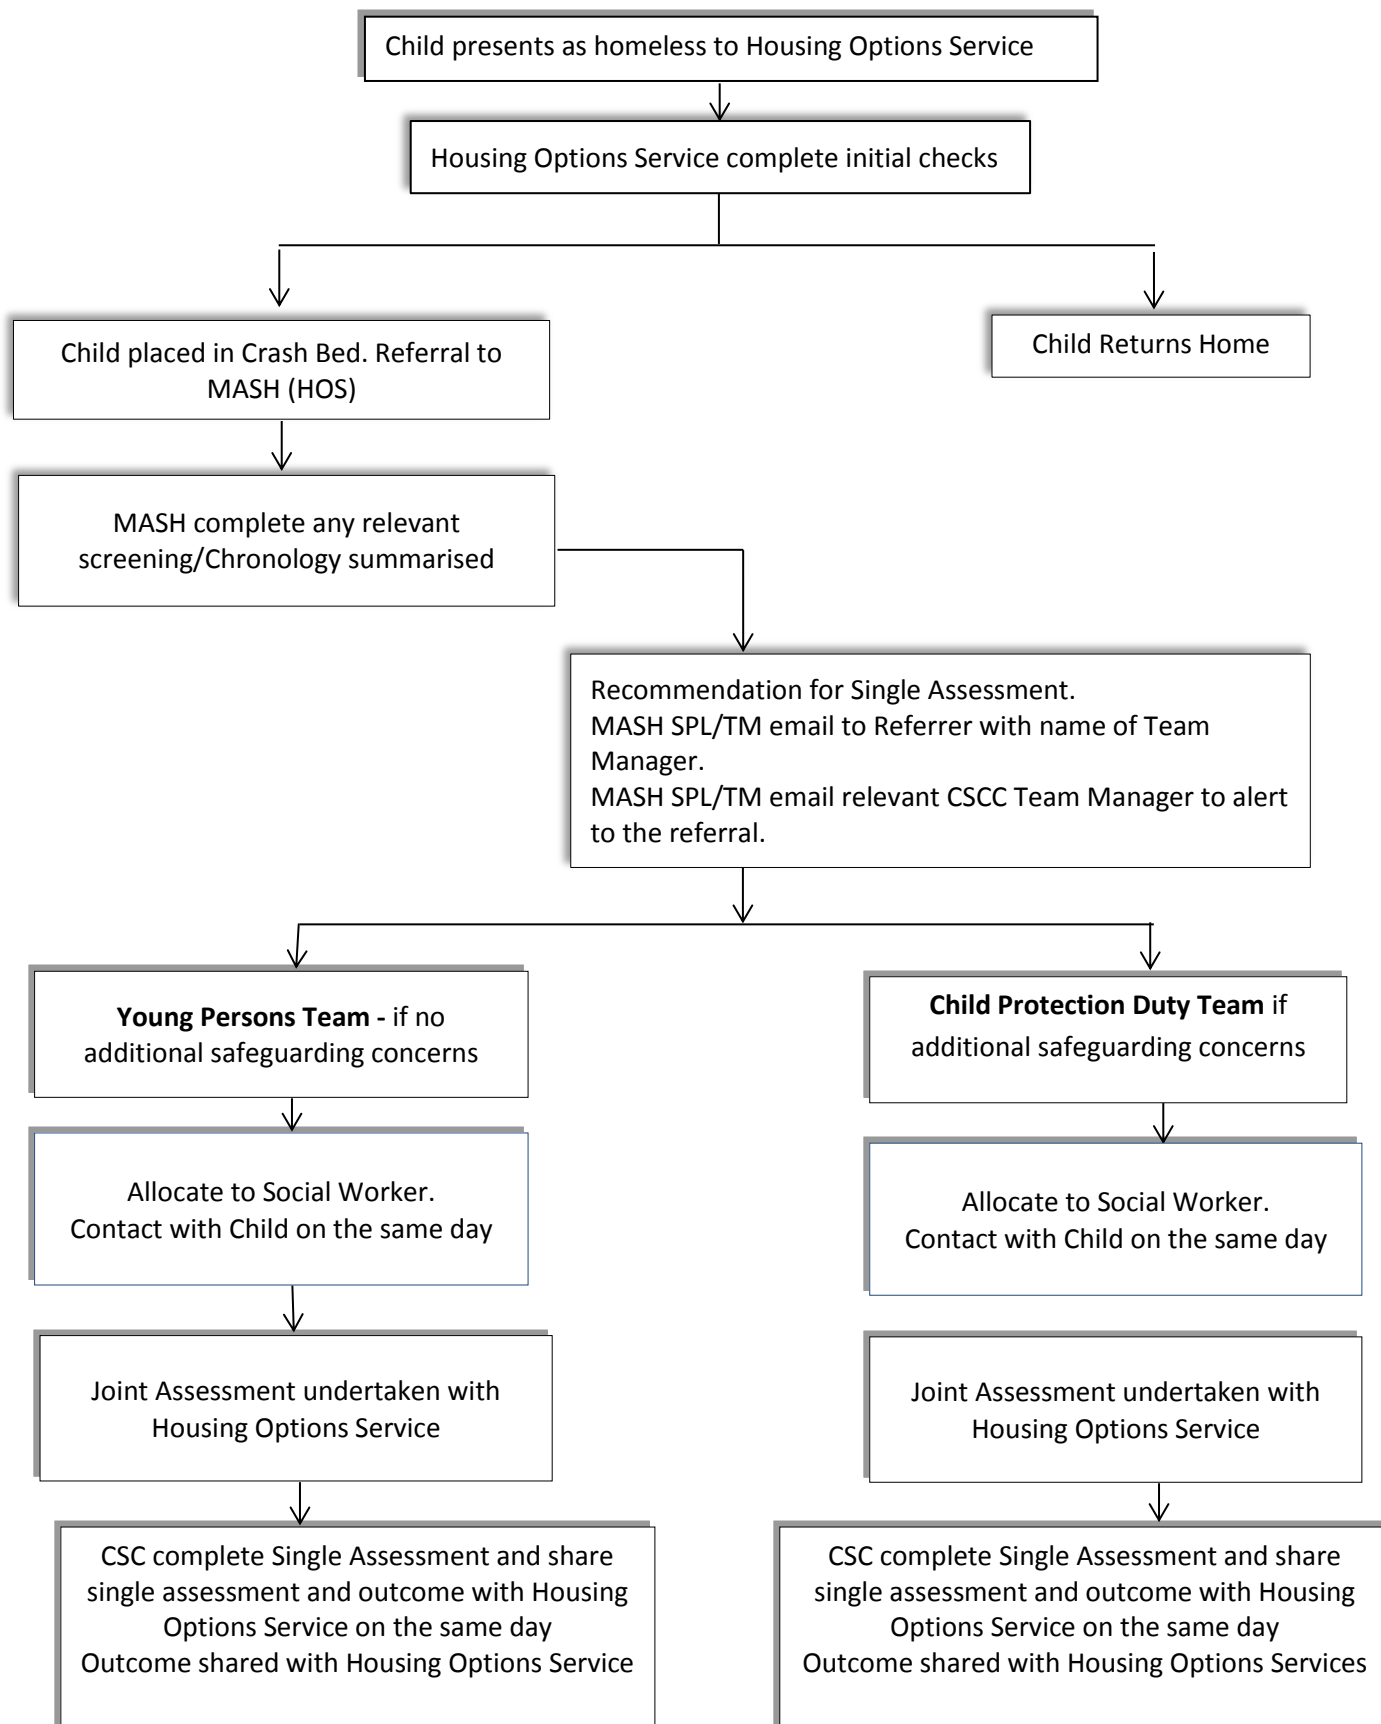 Child presents as homeless to Housing Options Service
Housing Options Service complete initial checks
Child placed in Crash Bed. Referral to
MASH (HOS)
Child Returns Home
MASH complete any relevant
screening/Chronology summarised
Recommendation for Single Assessment.
MASH SPL/TM email to Referrer with name of Team
Manager.
MASH SPL/TM email relevant CSCC Team Manager to alert
to the referral.
Young Persons Team - if no
additional safeguarding concerns
Child Protection Duty Team if
additional safeguarding concerns
Allocate to Social Worker.
Contact with Child on the same day
Allocate to Social Worker.
Contact with Child on the same day
Joint Assessment undertaken with
Housing Options Service
Joint Assessment undertaken with
Housing Options Service
CSC complete Single Assessment and share
single assessment and outcome with Housing
Options Service on the same day
Outcome shared with Housing Options Service
CSC complete Single Assessment and share
single assessment and outcome with Housing
Options Service on the same day
Outcome shared with Housing Options Services